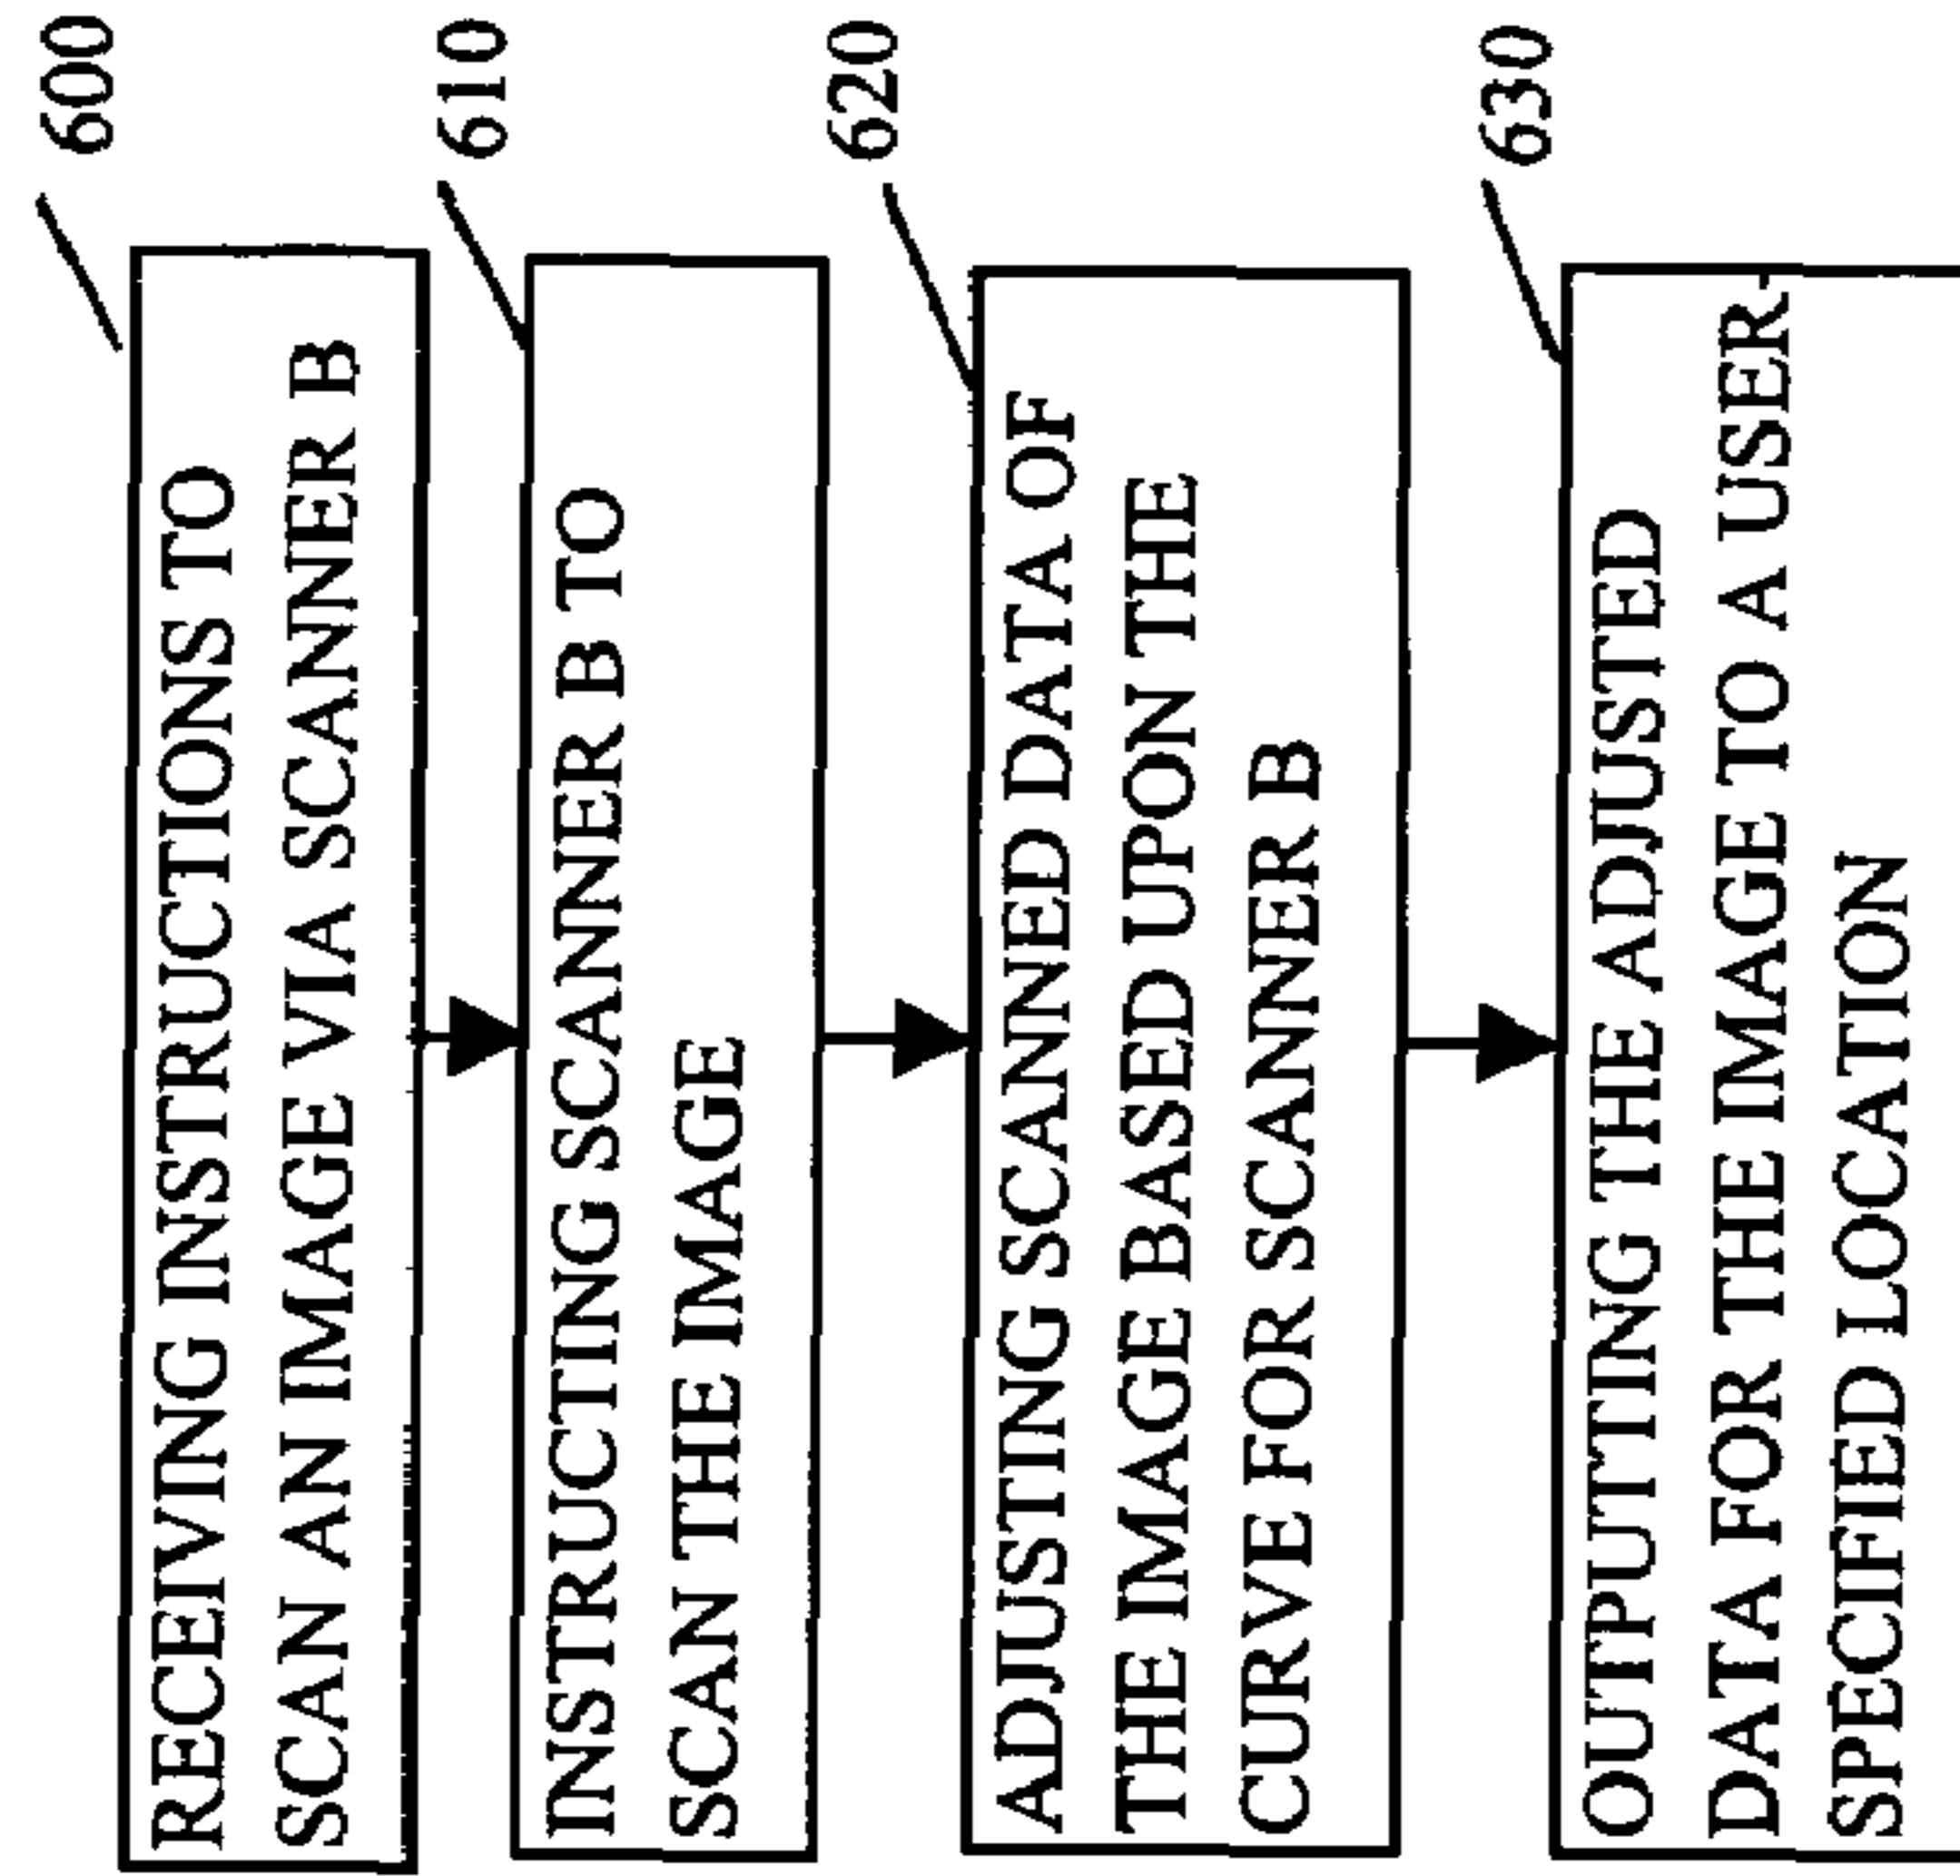 600
RECEIVING INSTRUCTIONS TO
SCAN AN IMAGE VIA SCANNER B
610
INSTRUCTING SCANNER B TO
SCAN THE IMAGE
620
ADJUSTING SCANNED DATA OF
THE IMAGE BASED UPON THE
CURVE FOR SCANNER B
630
OUTPUTTING THE ADJUSTED
DATA FOR THE IMAGE TO A USER-
SPECIFIED LOCATION